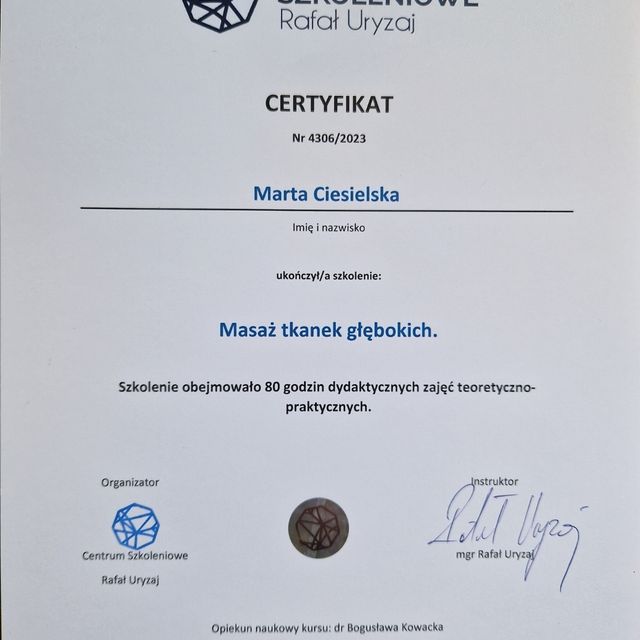 SZKOLENIOWE
Rafał Uryzaj
CERTYFIKAT
Nr 4306/2023
Marta Ciesielska
Imię i nazwisko
ukończył/a szkolenie:
Masaż tkanek głębokich.
Szkolenie obejmowało 80 godzin dydaktycznych zajęć teoretyczno-
praktycznych.
Organizator
Instruktor
Rafał Uryzaj
Centrum Szkoleniowe
mgr Rafał Uryzaj
Rafał Uryzaj
Opiekun naukowy kursu: dr Bogusława Kowacka